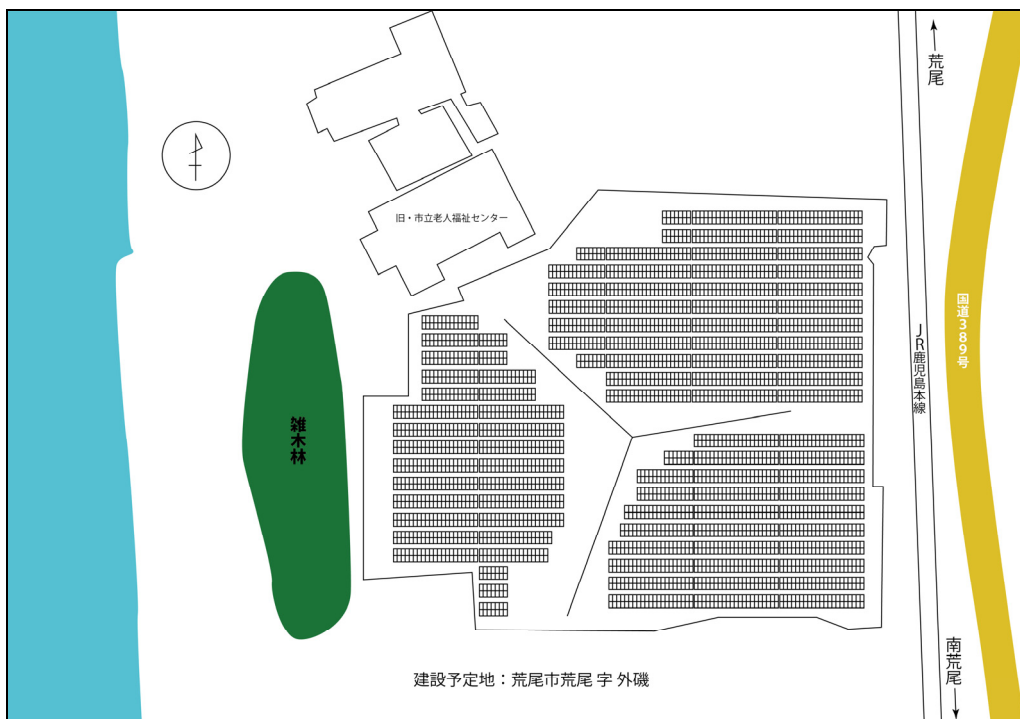 荒尾
旧・市立老人福祉センター
国道389号
JR鹿児島本線
雑木林
南荒尾
建設予定地：荒尾市荒尾 字 外磯